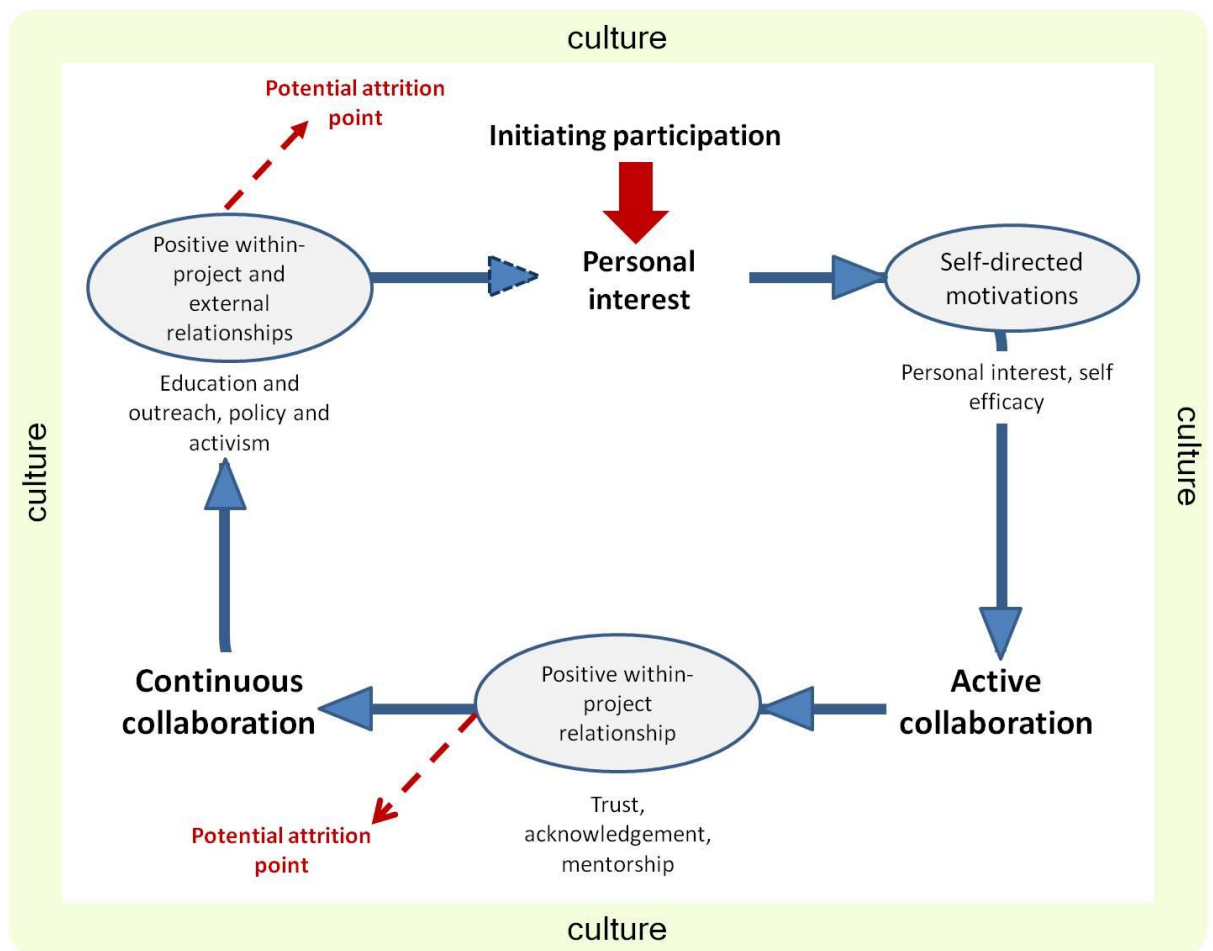 culture
Potential attrition
point
Initiating participation
Positive within-
project and
external
relationships
Personal
interest
Self-directed
motivations
Education and
outreach, policy and
activism
Personal interest, self
efficacy
culture
culture
Continuous
collaboration
Positive within-
project
relationship
Active
collaboration
Potential attrition
point
Trust,
acknowledgement,
mentorship
culture